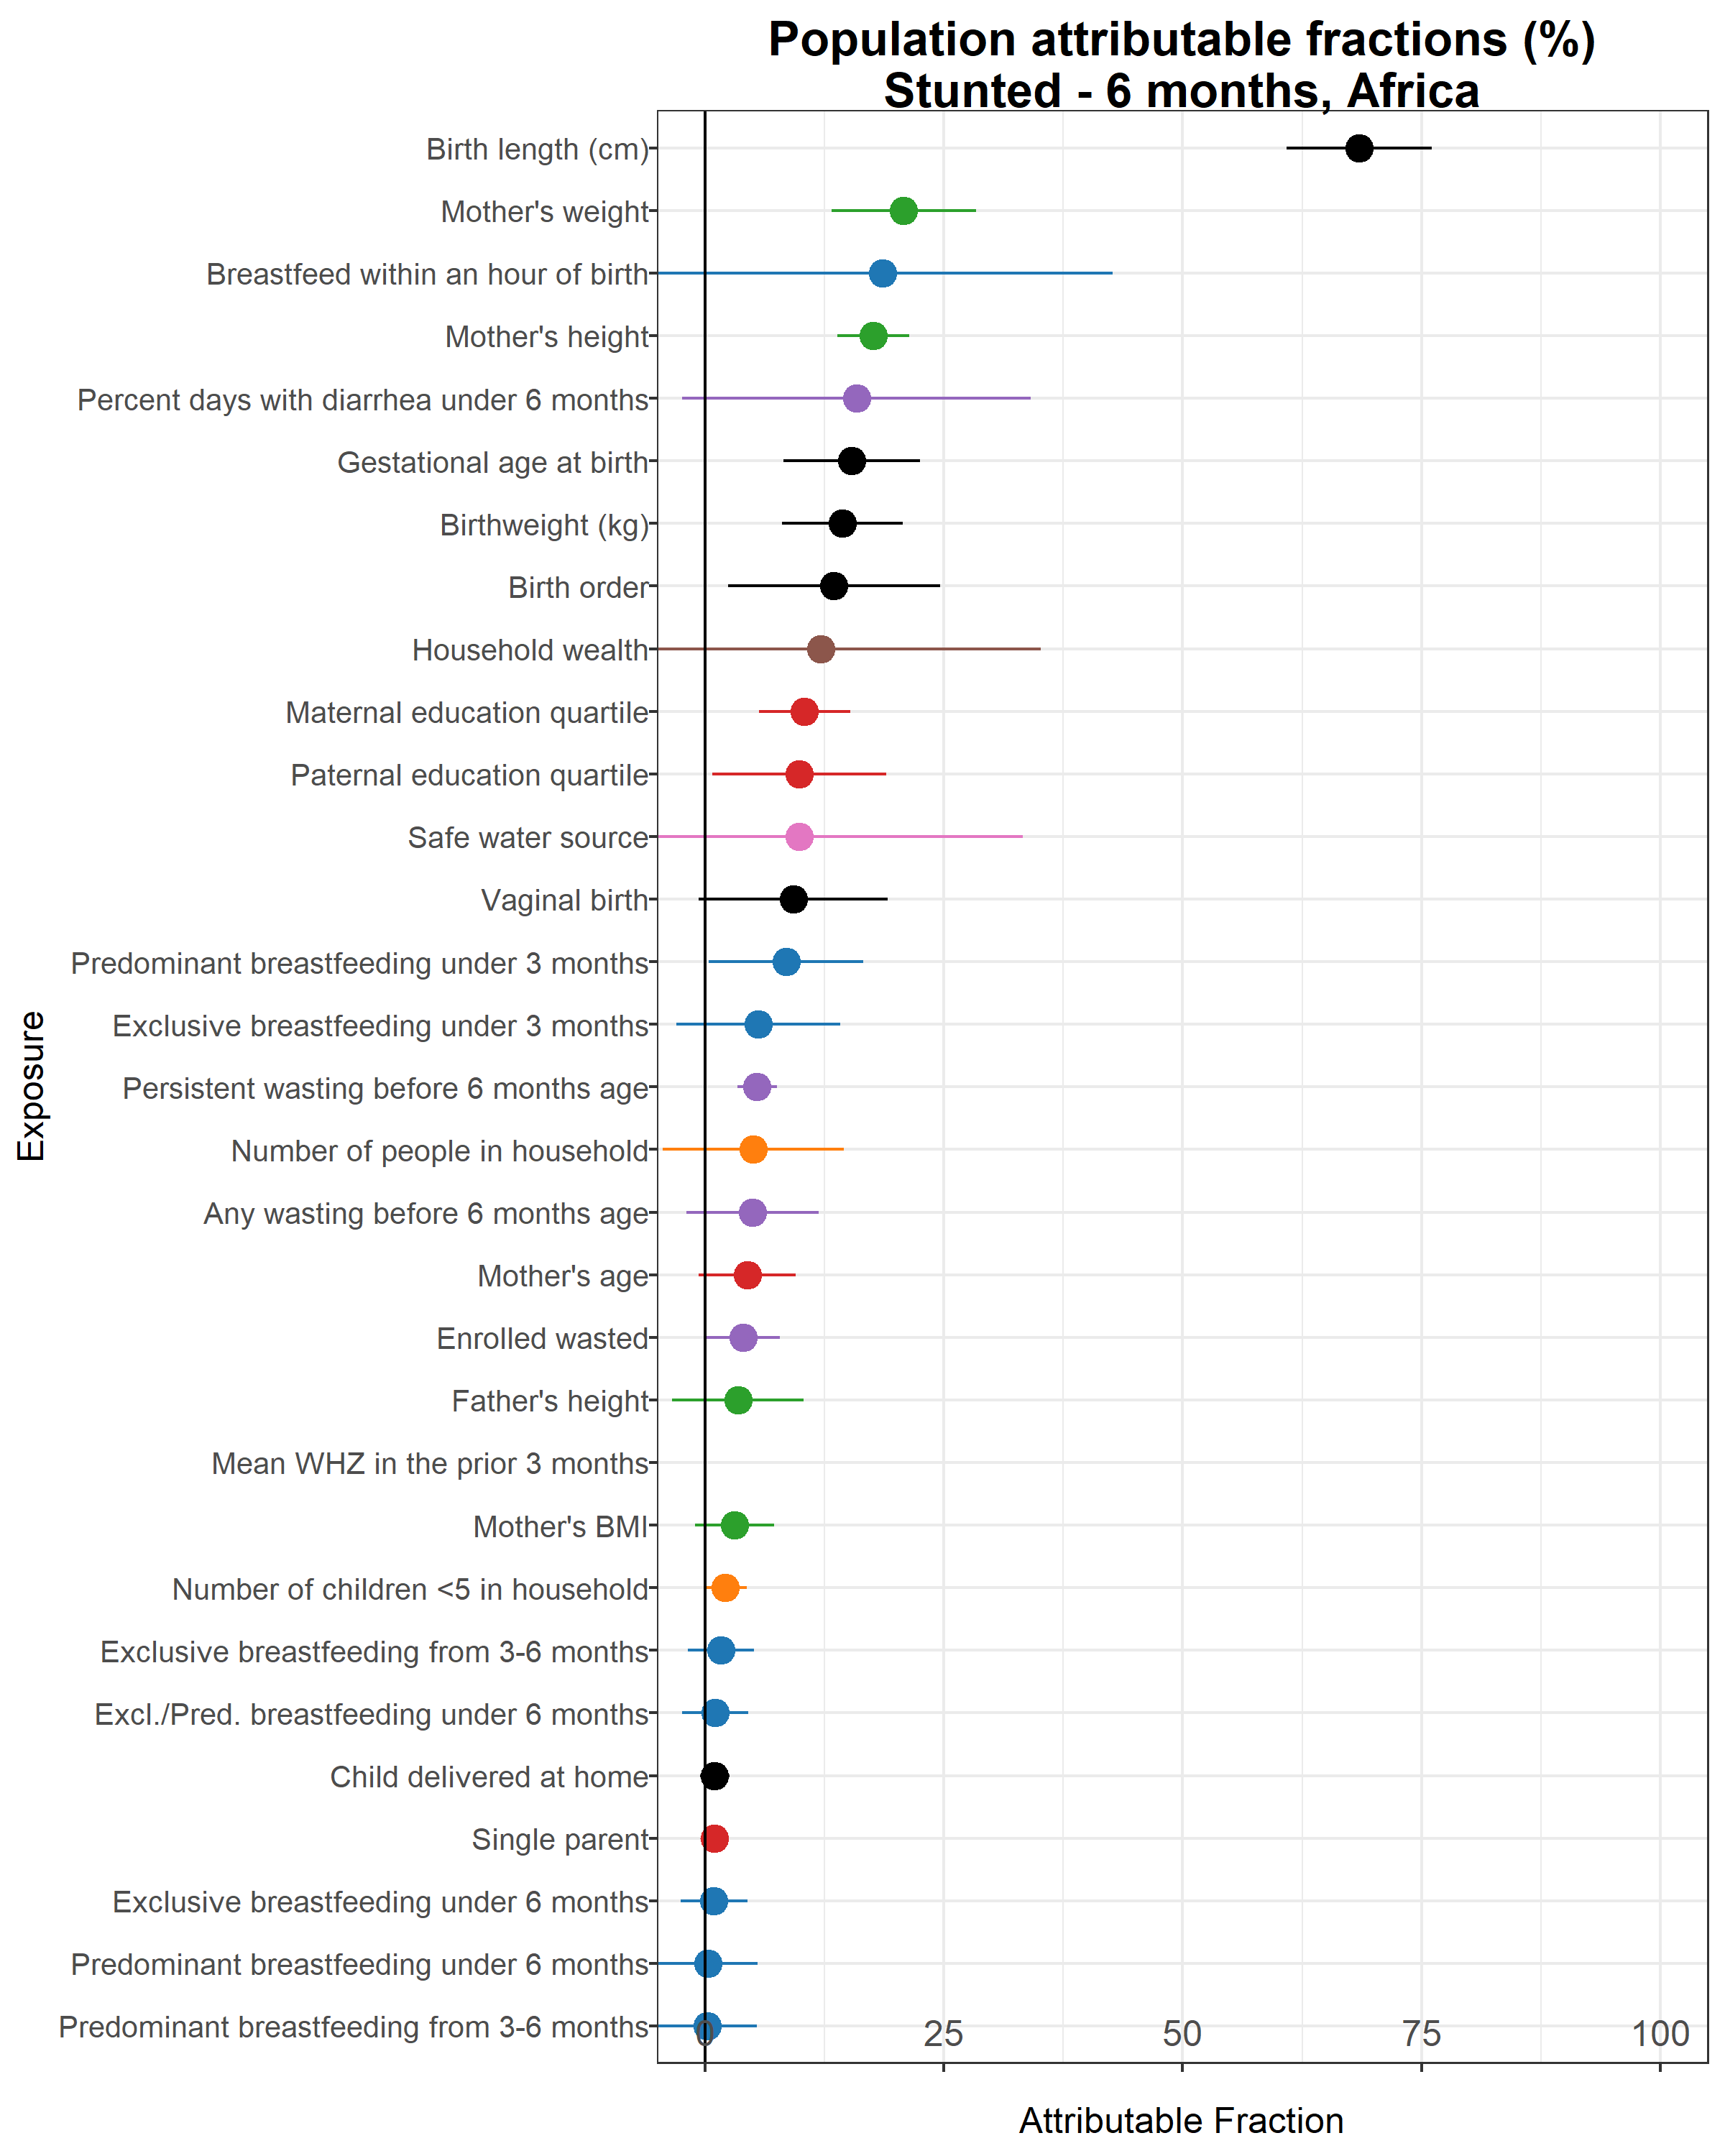 Population attributable fractions (%)
Stunted - 6 months, Africa
Birth length (cm)
Mother's weight
Breastfeed within an hour of birth
Mother's height
Percent days with diarrhea under 6 months
Gestational age at birth
Birthweight (kg)
Birth order
Household wealth
Maternal education quartile
Paternal education quartile
Safe water source
Vaginal birth
Predominant breastfeeding under 3 months
Exclusive breastfeeding under 3 months
Persistent wasting before 6 months age
Number of people in household
Any wasting before 6 months age
Mother's age
Enrolled wasted
Father's height
Mean WHZ in the prior 3 months
Mother's BMI
Number of children <5 in household
Exclusive breastfeeding from 3-6 months
Excl./Pred. breastfeeding under 6 months
Child delivered at home
Single parent
Exclusive breastfeeding under 6 months
Predominant breastfeeding under 6 months
Predominant breastfeeding from 3-6 months
Exposure
0 25 50 75 100
Attributable Fraction